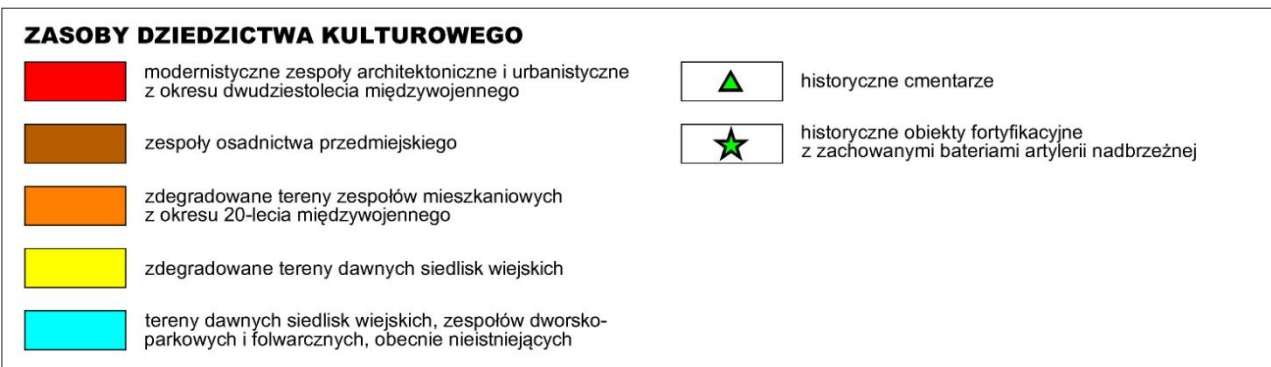 ZASOBY DZIEDZICTWA KULTUROWEGO
modernistyczne zespoły architektoniczne i urbanistyczne
z okresu dwudziestolecia międzywojennego
zespoły osadnictwa przedmiejskiego
zdegradowane tereny zespołów mieszkaniowych
z okresu 20-lecia międzywojennego
zdegradowane tereny dawnych siedlisk wiejskich
tereny dawnych siedlisk wiejskich, zespołów dworsko-
parkowych i folwarcznych, obecnie nieistniejących
historyczne cmentarze
historyczne obiekty fortyfikacyjne
z zachowanymi bateriami artylerii nadbrzeżnej